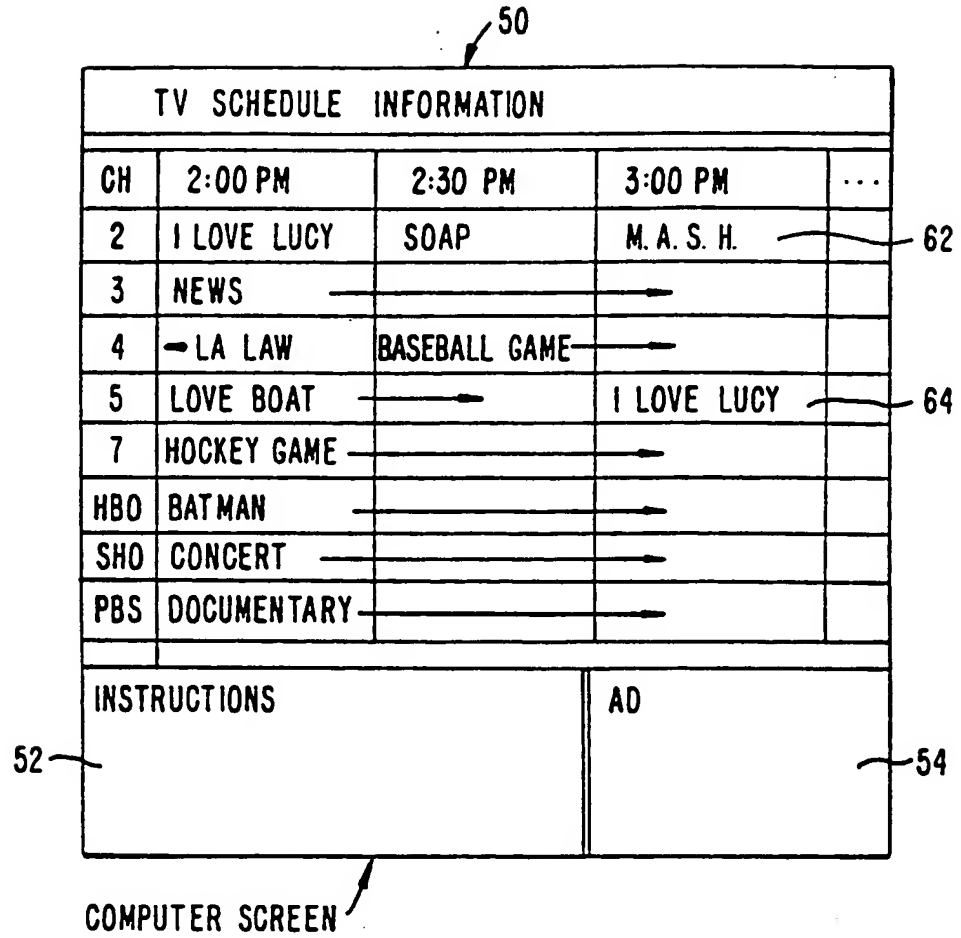 50
TV SCHEDULE INFORMATION
CH 2:00 PM 2:30 PM 3:00 PM ...
2 I LOVE LUCY SOAP M.A.S.H. 62
3 NEWS
4 LA LAW BASEBALL GAME
5 LOVE BOAT I LOVE LUCY 64
7 HOCKEY GAME
HBO BATMAN
SHO CONCERT
PBS DOCUMENTARY
INSTRUCTIONS AD
52 54
COMPUTER SCREEN